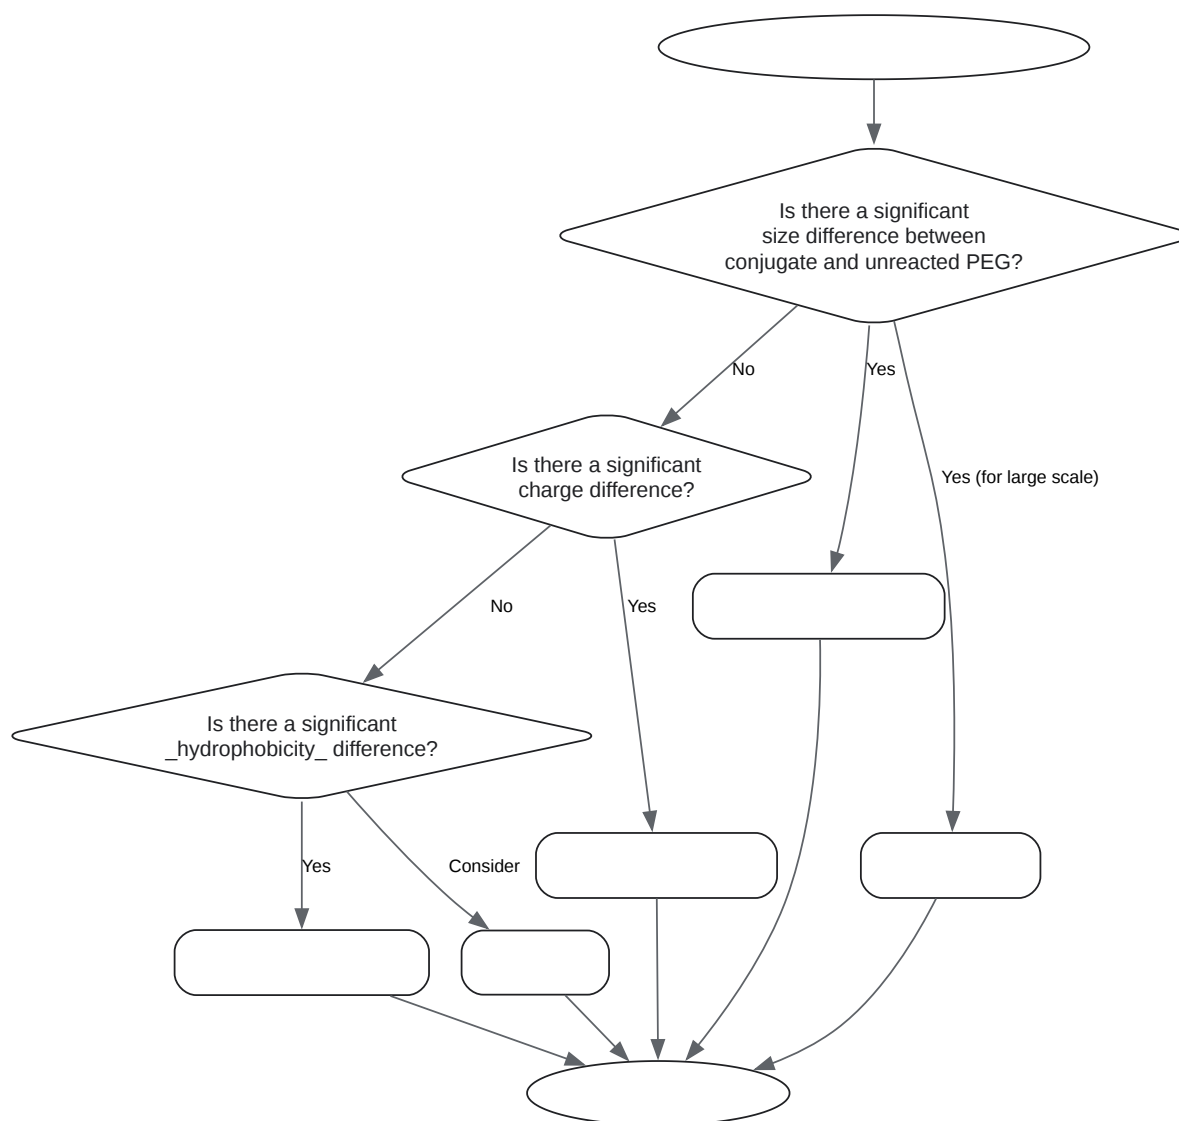 Is there a significant
size difference between
conjugate and unreacted PEG?
No
Yes
Is there a significant
charge difference?
Yes (for large scale)
No
Yes
Is there a significant
_hydrophobicity_ difference?
Yes
Consider